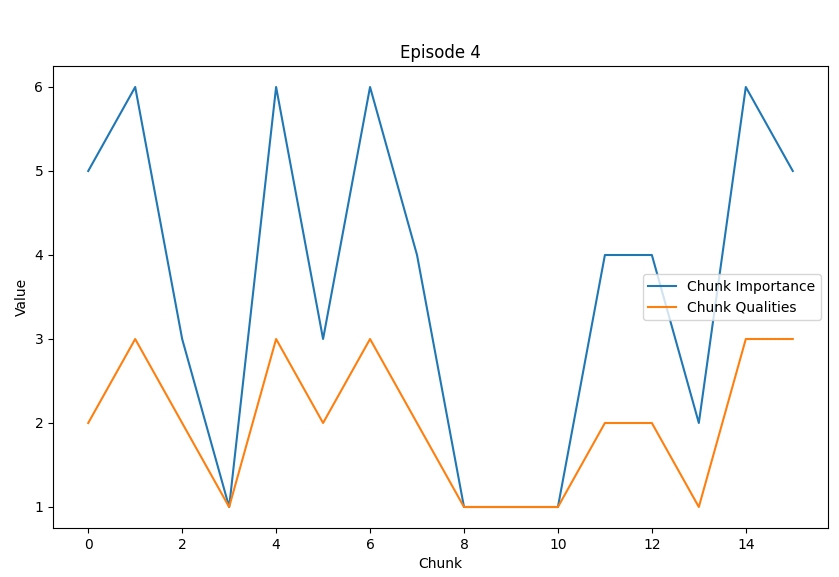 Episode 4
Value
6
5
4
3
2
1
Chunk Importance
Chunk Qualities
0 2 4 6 8 10 12 14
Chunk